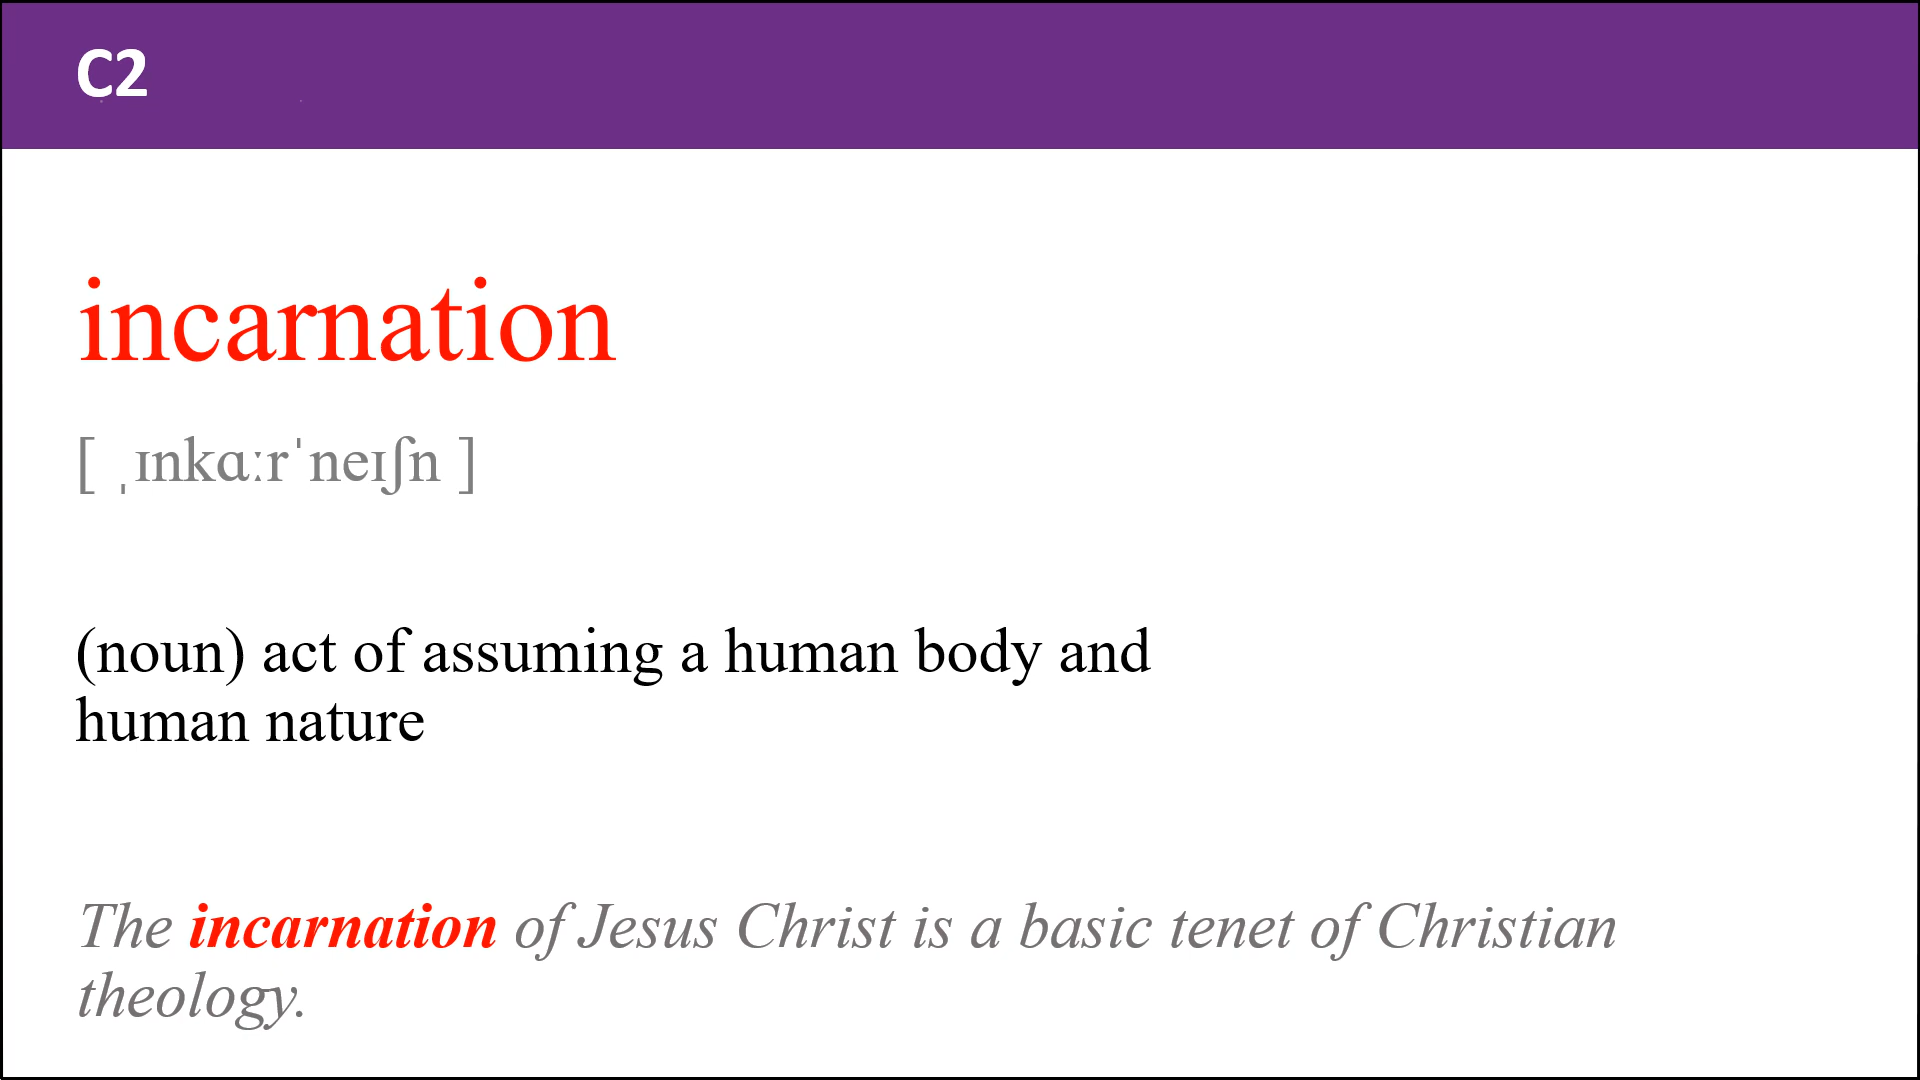 C2
incarnation
[ ˌɪnkɑːrˈneɪʃn ]
(noun) act of assuming a human body and
human nature
The incarnation of Jesus Christ is a basic tenet of Christian
theology.